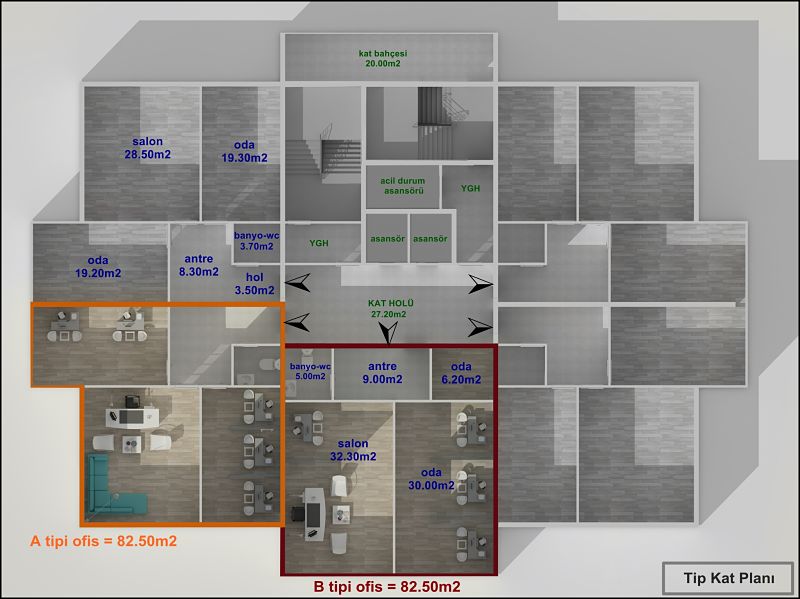 kat bahçesi
20.00m2
salon
28.50m2
oda
19.30m2
acil durum
asansörü
YGH
banyo-wc
3.70m2
YGH
asansör
asansör
oda
19.20m2
antre
8.30m2
hol
3.50m2
KAT HOLÜ
27.20m2
banyo-wc
5.00m2
antre
9.00m2
oda
6.20m2
salon
32.30m2
oda
30.00m2
A tipi ofis = 82.50m2
B tipi ofis = 82.50m2
Tip Kat Planı